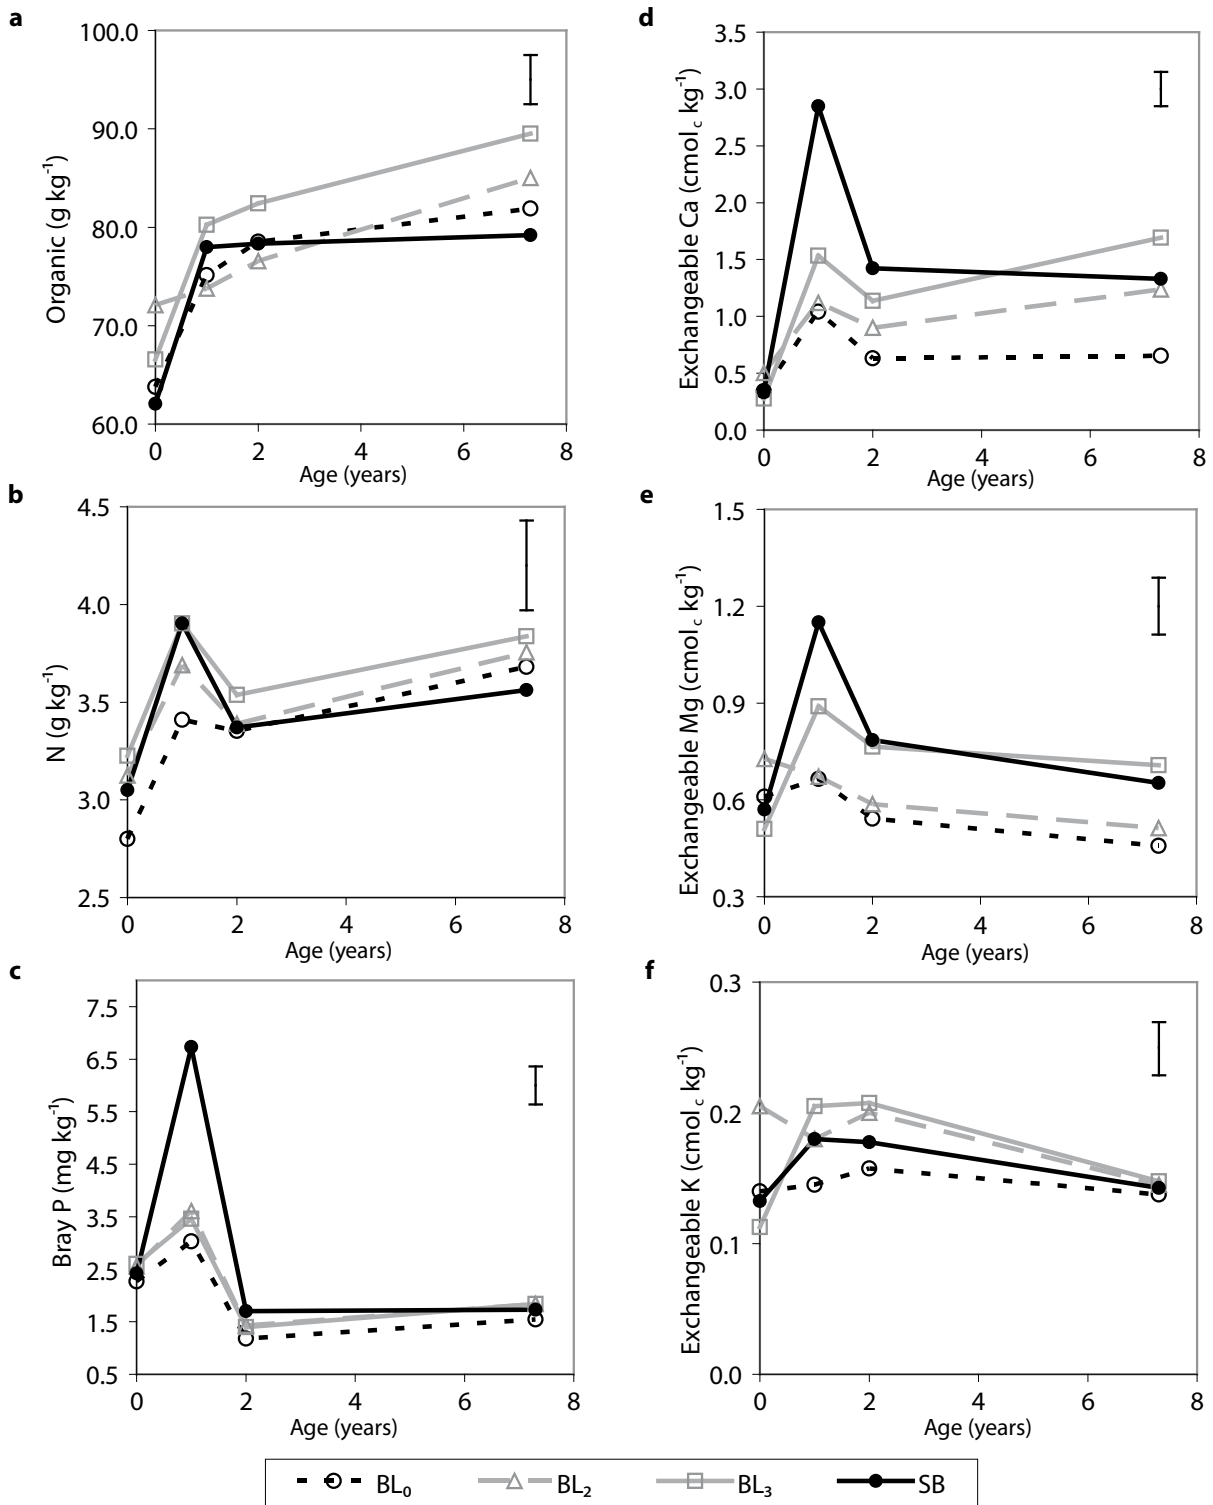 a
100.0
90.0
80.0
70.0
60.0
Organic (g kg⁻¹)
0 2 4 6 8
Age (years)
b
4.5
4.0
3.5
3.0
2.5
N (g kg⁻¹)
0 2 4 6 8
Age (years)
c
7.5
6.5
5.5
4.5
3.5
2.5
1.5
0.5
Bray P (mg kg⁻¹)
0 2 4 6 8
Age (years)
d
3.5
3.0
2.5
2.0
1.5
1.0
0.5
0.0
Exchangeable Ca (cmol_c kg⁻¹)
0 2 4 6 8
Age (years)
e
1.5
1.2
0.9
0.6
0.3
Exchangeable Mg (cmol_c kg⁻¹)
0 2 4 6 8
Age (years)
f
0.3
0.2
0.1
0.0
Exchangeable K (cmol_c kg⁻¹)
0 2 4 6 8
Age (years)
BL₀ BL₂ BL₃ SB